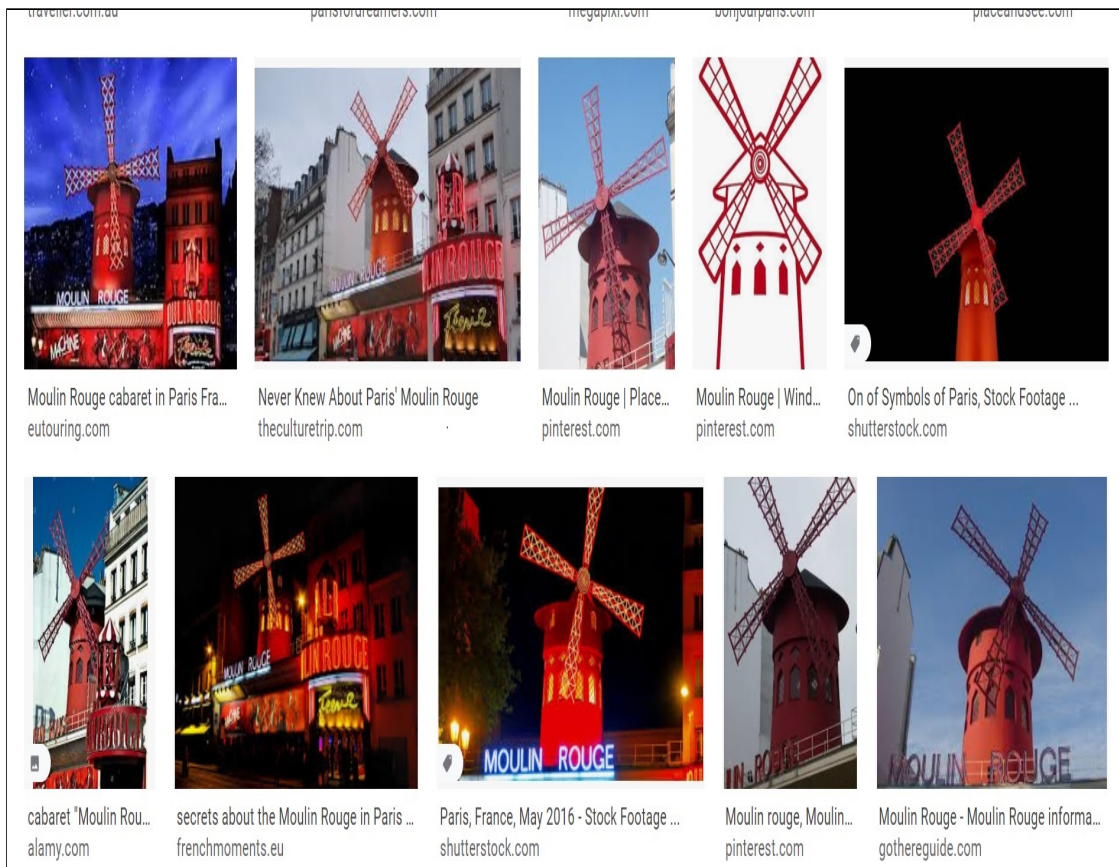 traveller.com.au parisfordreamers.com megapixl.com bonjourparis.com placeandsee.com
MOULIN ROUGE
MOULIN ROU
MACHINE
Féerie
MOULIN ROUGE
ULIN ROUGE
Féerie
Moulin Rouge cabaret in Paris Fra... Never Knew About Paris' Moulin Rouge Moulin Rouge | Place... Moulin Rouge | Wind... On of Symbols of Paris, Stock Footage ...
eutouring.com theculturetrip.com pinterest.com pinterest.com shutterstock.com
MOULIN ROUGE
LIN ROUGE
MACHINE
Féerie
MOULIN ROUGE
LIN ROUGE
MOULIN ROUGE
cabaret "Moulin Rou... secrets about the Moulin Rouge in Paris ... Paris, France, May 2016 - Stock Footage ... Moulin rouge, Moulin... Moulin Rouge - Moulin Rouge informa...
alamy.com frenchmoments.eu shutterstock.com pinterest.com gothereguide.com